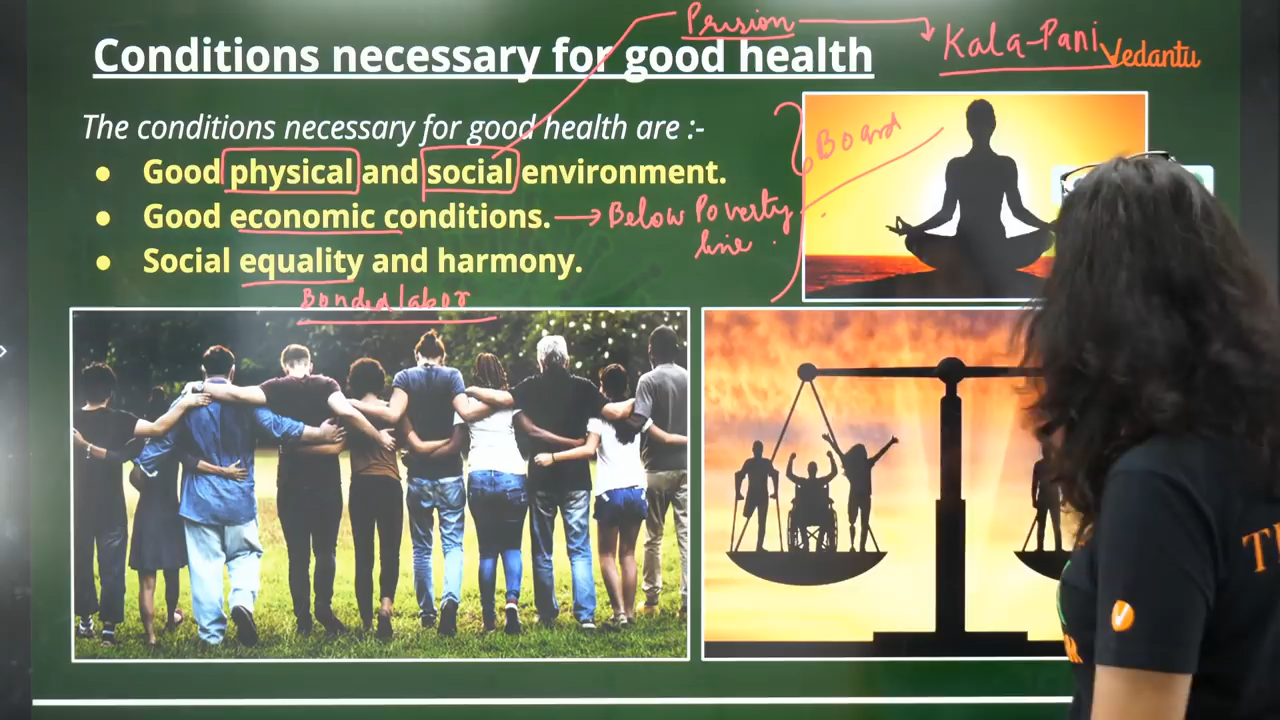 Prision
Kala-Pani
Vedantu
Conditions necessary for good health
The conditions necessary for good health are :-
Board
• Good physical and social environment.
• Good economic conditions. → Below Poverty
line
• Social equality and harmony.
Bonded labor